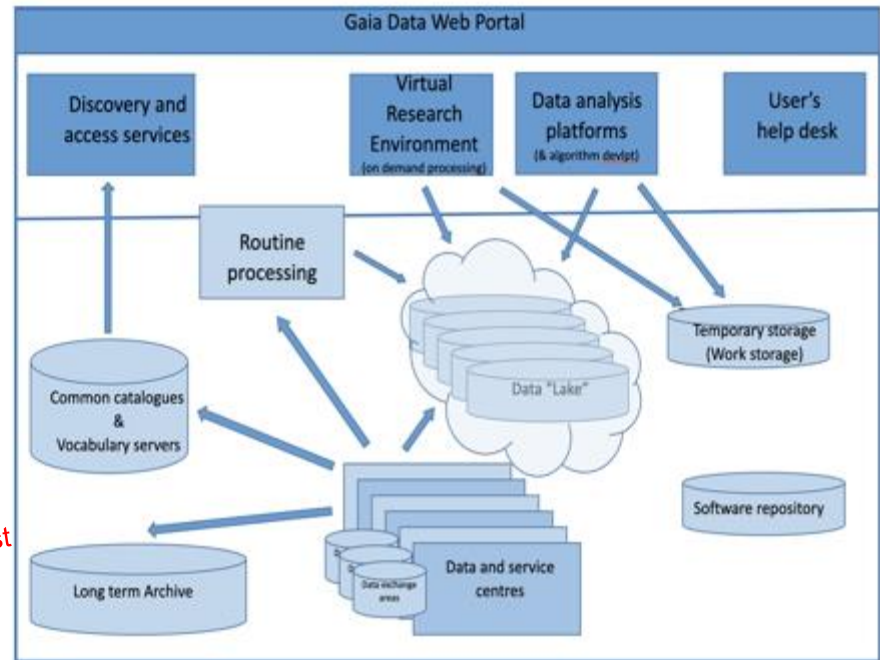 Gaia Data Web Portal
Discovery and
access services
Virtual
Research
Environment
(on demand processing)
Data analysis
platforms
(& algorithm devlpt)
User's
help desk
Routine
processing
Temporary storage
(Work storage)
Data "Lake"
Common catalogues
&
Vocabulary servers
Software repository
st
Long term Archive
Data and service
centres
Data exchange
areas